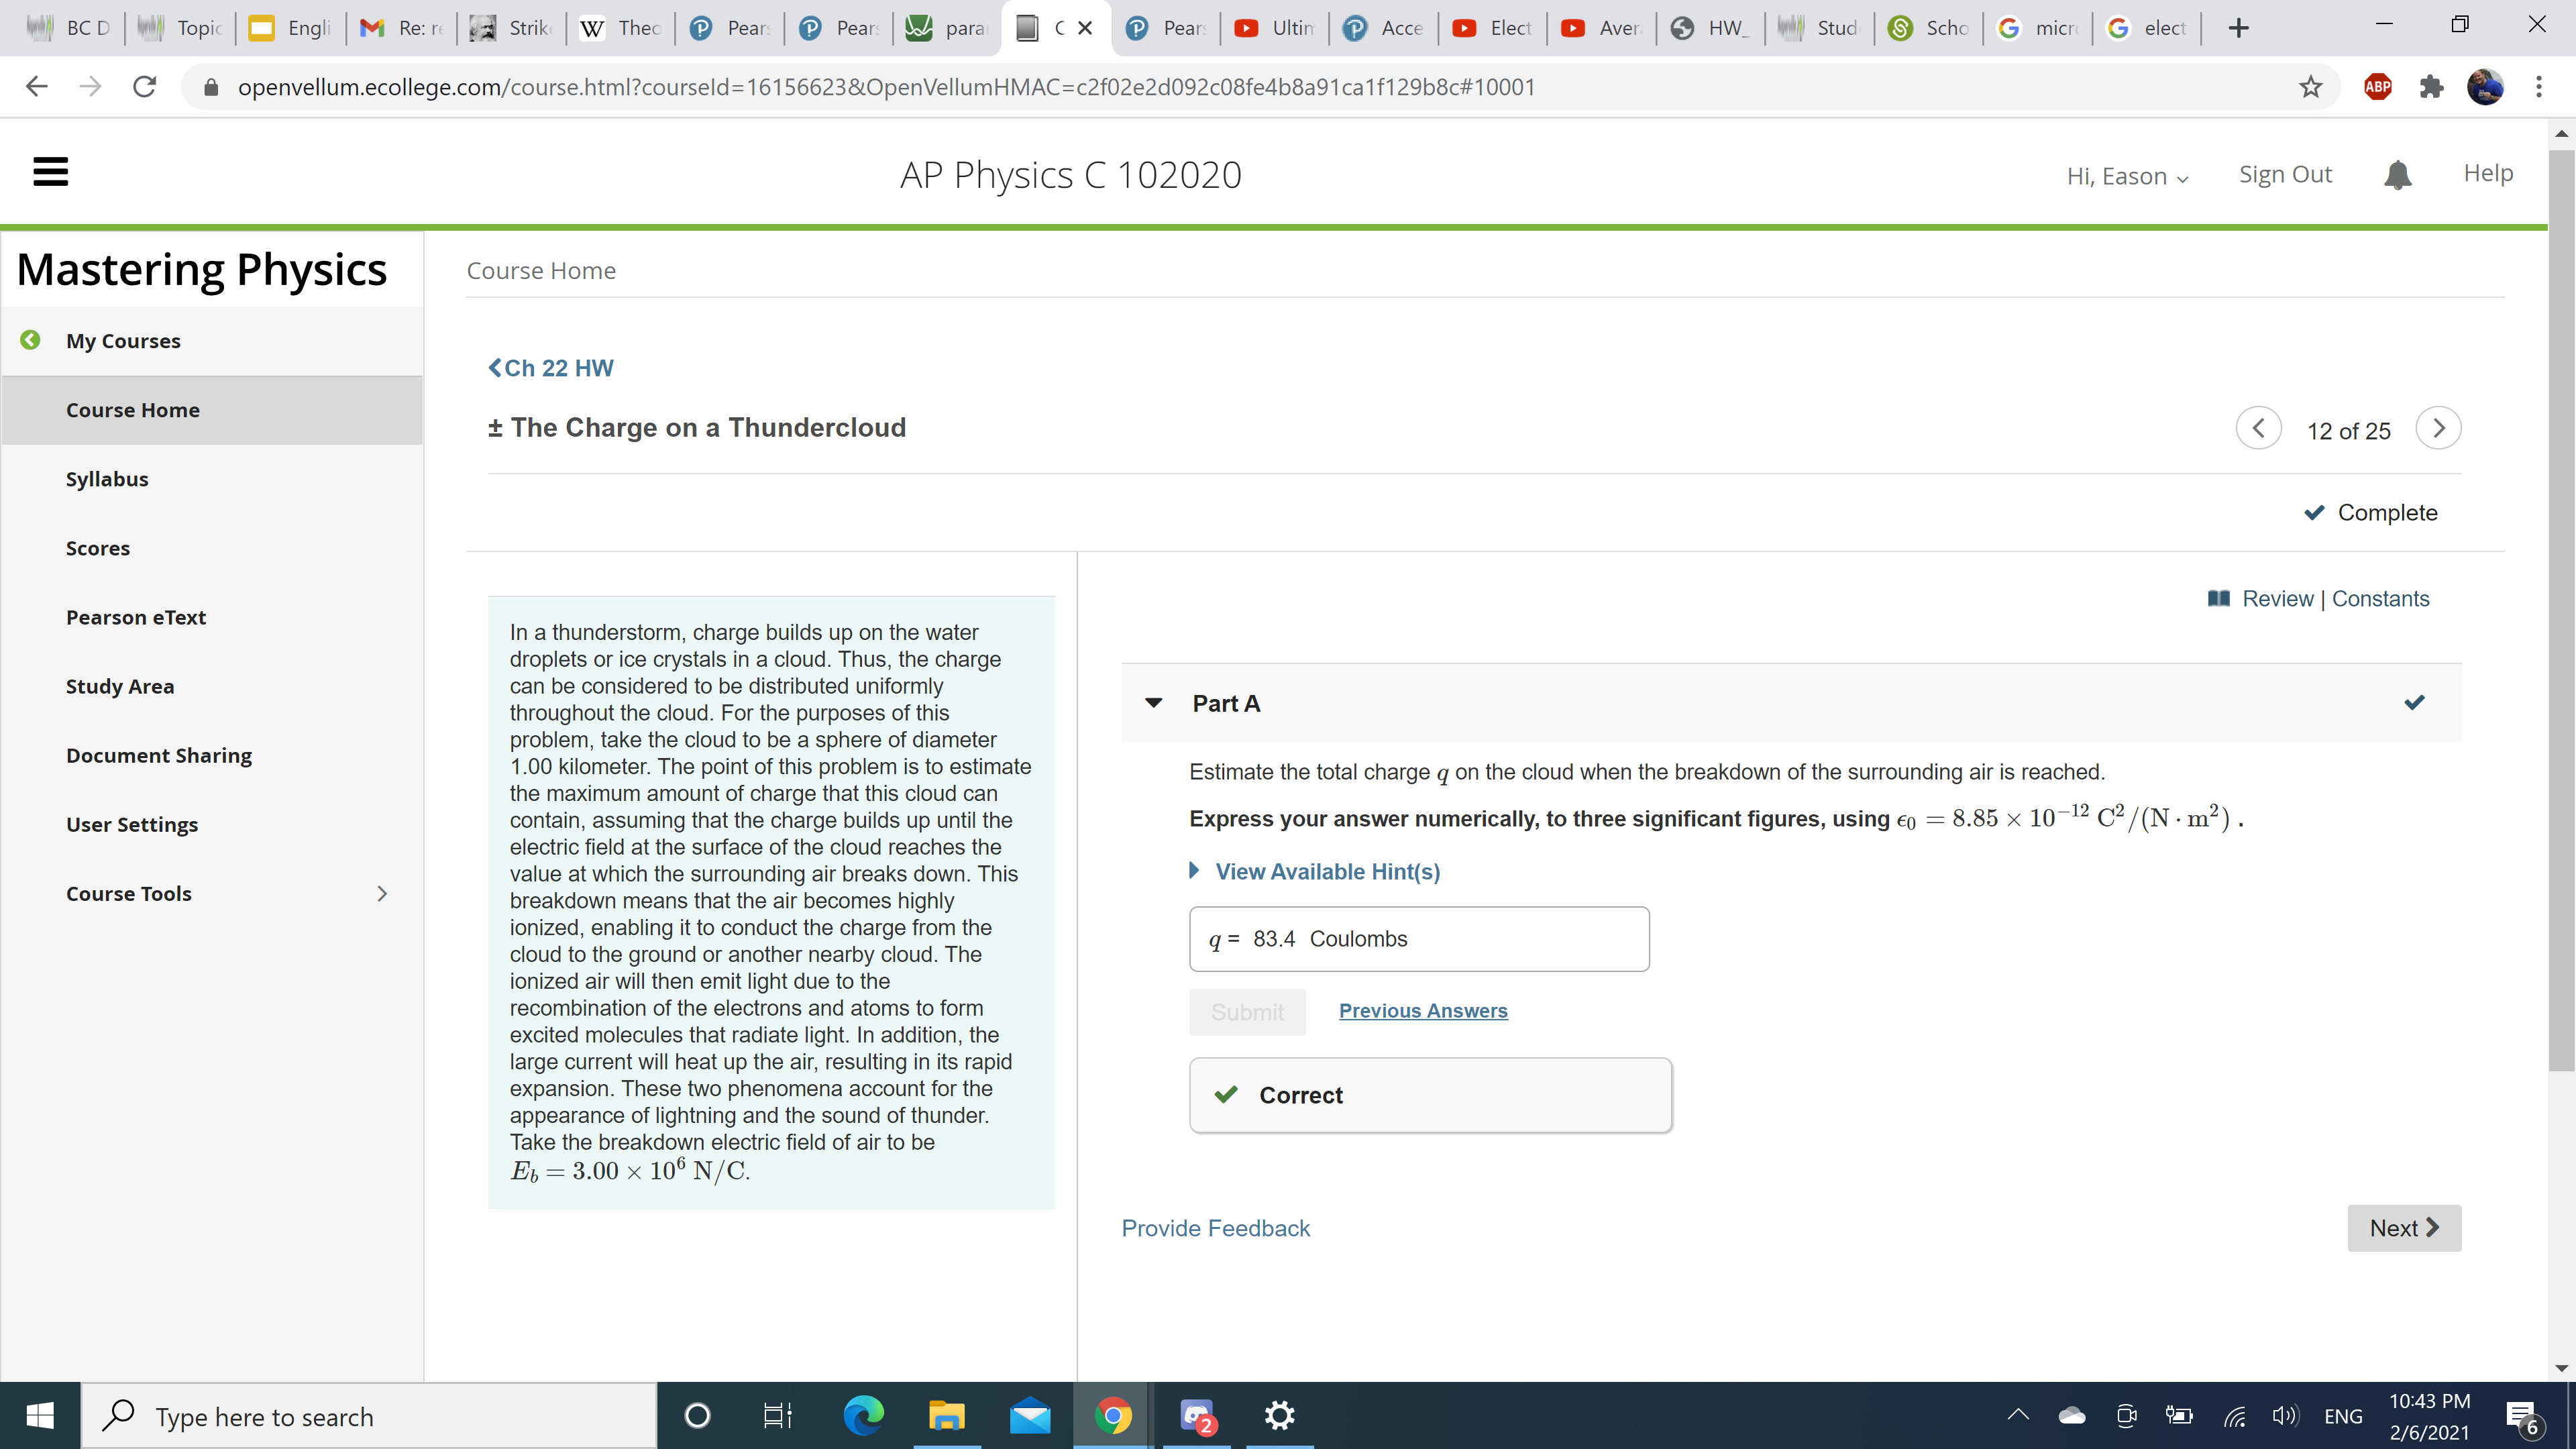 BC D
Topic
Engli
Re: re
Strik
Theo
Pear
Pear
parar
C
Pear
Ultin
Acce
Elect
Aver
HW_
Stud
Scho
micr
elect
openvellum.ecollege.com/course.html?courseId=16156623&OpenVellumHMAC=c2f02e2d092c08fe4b8a91ca1f129b8c#10001
ABP
AP Physics C 102020
Hi, Eason
Sign Out
Help
Mastering Physics
My Courses
Course Home
Syllabus
Scores
Pearson eText
Study Area
Document Sharing
User Settings
Course Tools
Course Home
Ch 22 HW
± The Charge on a Thundercloud
12 of 25
Complete
In a thunderstorm, charge builds up on the water
droplets or ice crystals in a cloud. Thus, the charge
can be considered to be distributed uniformly
throughout the cloud. For the purposes of this
problem, take the cloud to be a sphere of diameter
1.00 kilometer. The point of this problem is to estimate
the maximum amount of charge that this cloud can
contain, assuming that the charge builds up until the
electric field at the surface of the cloud reaches the
value at which the surrounding air breaks down. This
breakdown means that the air becomes highly
ionized, enabling it to conduct the charge from the
cloud to the ground or another nearby cloud. The
ionized air will then emit light due to the
recombination of the electrons and atoms to form
excited molecules that radiate light. In addition, the
large current will heat up the air, resulting in its rapid
expansion. These two phenomena account for the
appearance of lightning and the sound of thunder.
Take the breakdown electric field of air to be
E_b = 3.00 × 10⁶ N/C.
Review | Constants
Part A
Estimate the total charge q on the cloud when the breakdown of the surrounding air is reached.
Express your answer numerically, to three significant figures, using ϵ₀ = 8.85 × 10⁻¹² C²/(N·m²) .
View Available Hint(s)
q = 83.4 Coulombs
Submit
Previous Answers
Correct
Provide Feedback
Next
Type here to search
2
ENG
10:43 PM
2/6/2021
6